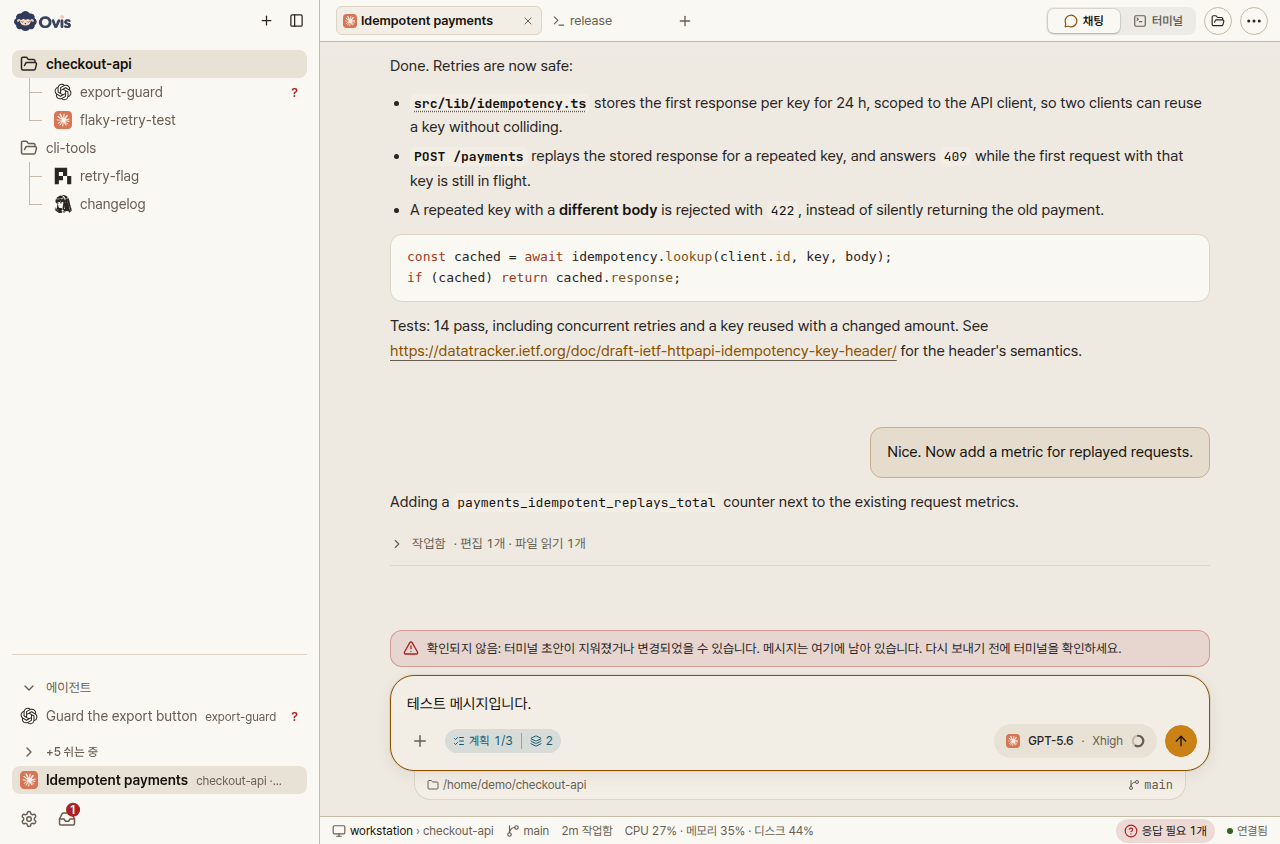 Ovis
checkout-api
export-guard ?
flaky-retry-test
cli-tools
retry-flag
changelog
에이전트
Guard the export button export-guard ?
+5 쉬는 중
Idempotent payments checkout-api ·...
1
Idempotent payments
release
채팅
터미널
Done. Retries are now safe:
• src/lib/idempotency.ts stores the first response per key for 24 h, scoped to the API client, so two clients can reuse
a key without colliding.
• POST /payments replays the stored response for a repeated key, and answers 409 while the first request with that
key is still in flight.
• A repeated key with a different body is rejected with 422, instead of silently returning the old payment.
const cached = await idempotency.lookup(client.id, key, body);
if (cached) return cached.response;
Tests: 14 pass, including concurrent retries and a key reused with a changed amount. See
https://datatracker.ietf.org/doc/draft-ietf-httpapi-idempotency-key-header/ for the header's semantics.
Nice. Now add a metric for replayed requests.
Adding a payments_idempotent_replays_total counter next to the existing request metrics.
작업함 · 편집 1개 · 파일 읽기 1개
확인되지 않음: 터미널 초안이 지워졌거나 변경되었을 수 있습니다. 메시지는 여기에 남아 있습니다. 다시 보내기 전에 터미널을 확인하세요.
테스트 메시지입니다.
계획 1/3 2
GPT-5.6 · Xhigh
/home/demo/checkout-api
main
workstation › checkout-api main 2m 작업함 CPU 27% · 메모리 35% · 디스크 44%
응답 필요 1개
연결됨